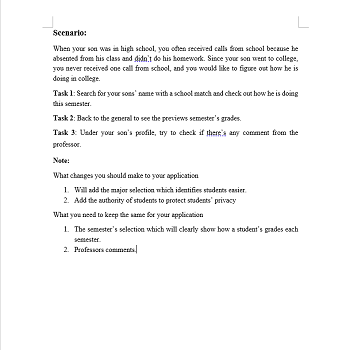 Scenario:
When your son was in high school, you often received calls from school because he
absented from his class and didn't do his homework. Since your son went to college,
you never received one call from school, and you would like to figure out how he is
doing in college.
Task 1: Search for your sons' name with a school match and check out how he is doing
this semester.
Task 2: Back to the general to see the previews semester's grades.
Task 3: Under your son's profile, try to check if there's any comment from the
professor.
Note:
What changes you should make to your application
1. Will add the major selection which identifies students easier.
2. Add the authority of students to protect students' privacy
What you need to keep the same for your application
1. The semester's selection which will clearly show how a student's grades each
semester.
2. Professors comments.